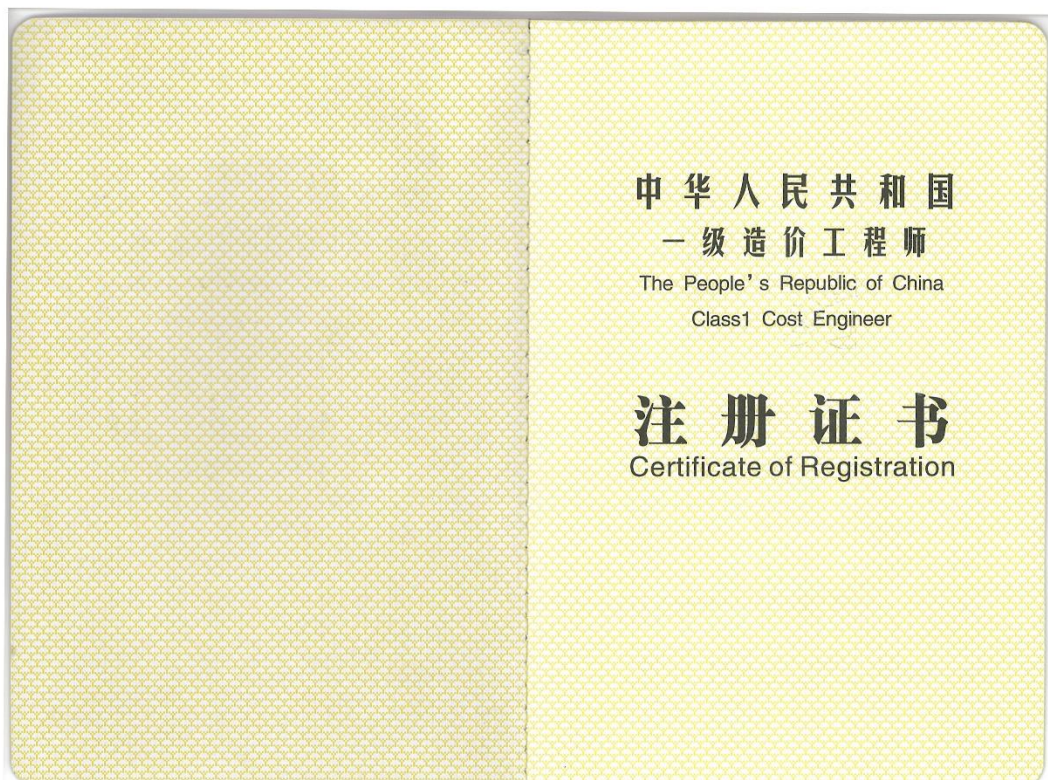 中华人民共和国
一级造价工程师
The People's Republic of China
Class1 Cost Engineer
注册证书
Certificate of Registration